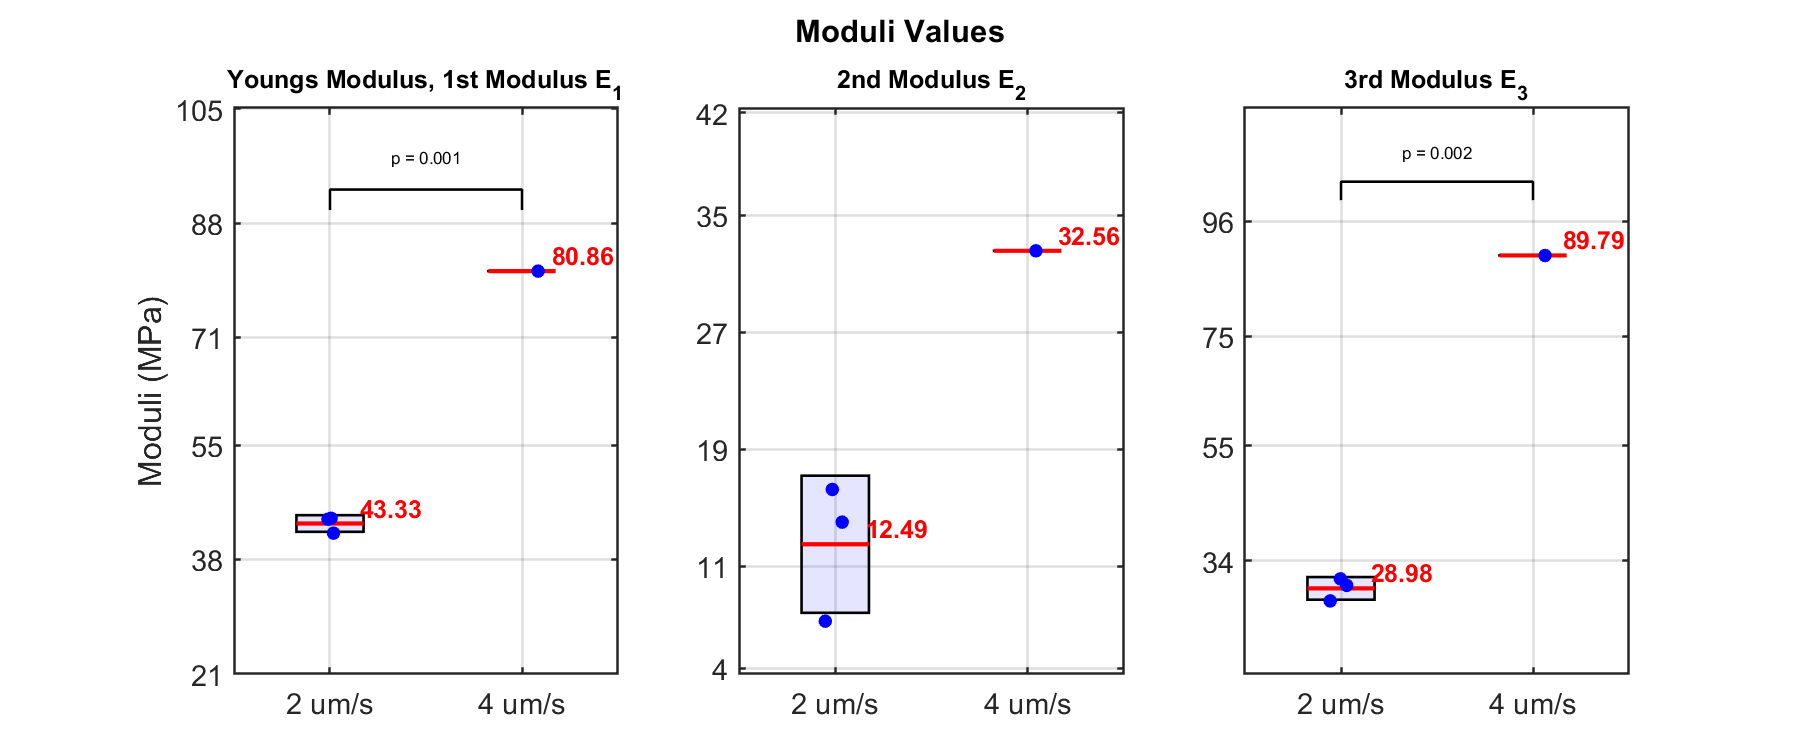 Moduli Values
Youngs Modulus, 1st Modulus E1
2nd Modulus E2
3rd Modulus E3
Moduli (MPa)
105
88
71
55
38
21
p = 0.001
80.86
43.33
2 um/s
4 um/s
42
35
27
19
11
4
32.56
12.49
2 um/s
4 um/s
96
75
55
34
p = 0.002
89.79
28.98
2 um/s
4 um/s